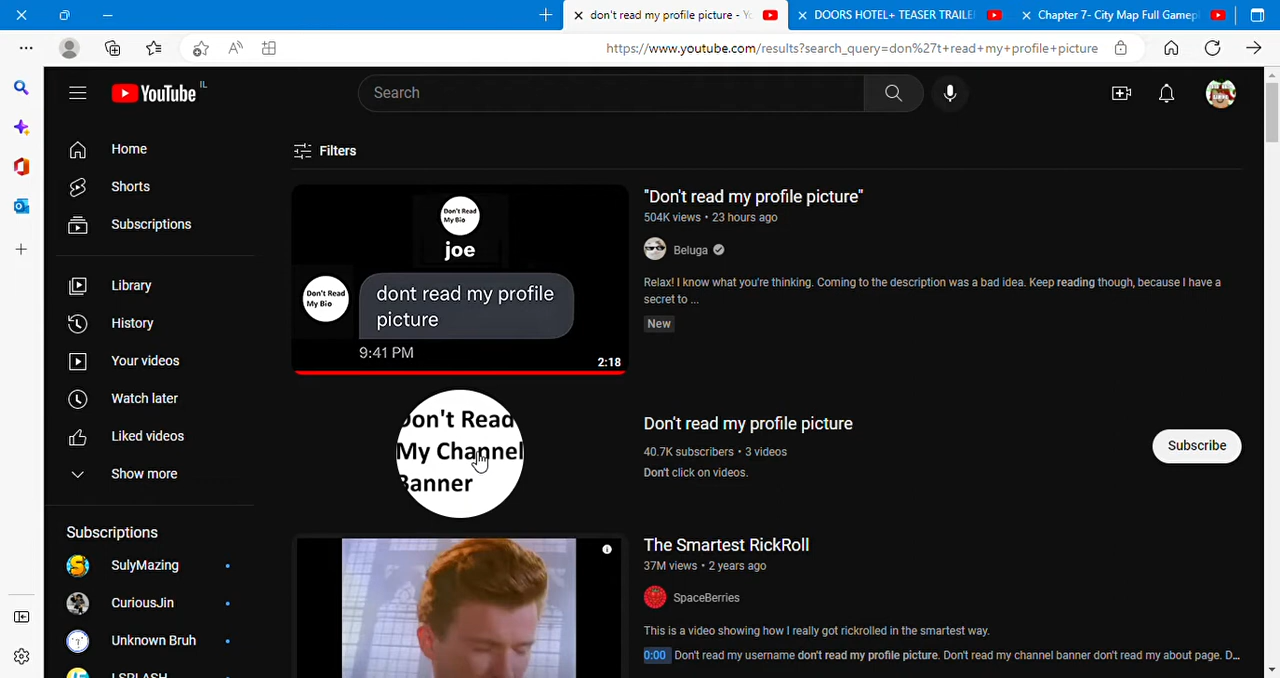 don't read my profile picture - Yo
DOORS HOTEL+ TEASER TRAILE
Chapter 7- City Map Full Gamep
https://www.youtube.com/results?search_query=don%27t+read+my+profile+picture
YouTube IL
Search
Home
Shorts
Subscriptions
Library
History
Your videos
Watch later
Liked videos
Show more
Subscriptions
SulyMazing
CuriousJin
Unknown Bruh
Filters
Don't Read
My Bio
joe
Don't Read
My Bio
dont read my profile
picture
9:41 PM
2:18
"Don't read my profile picture"
504K views • 23 hours ago
Beluga
Relax! I know what you're thinking. Coming to the description was a bad idea. Keep reading though, because I have a
secret to ...
New
Don't Read
My Channel
Banner
Don't read my profile picture
40.7K subscribers • 3 videos
Don't click on videos.
Subscribe
The Smartest RickRoll
37M views • 2 years ago
SpaceBerries
This is a video showing how I really got rickrolled in the smartest way.
0:00 Don't read my username don't read my profile picture. Don't read my channel banner don't read my about page. D...